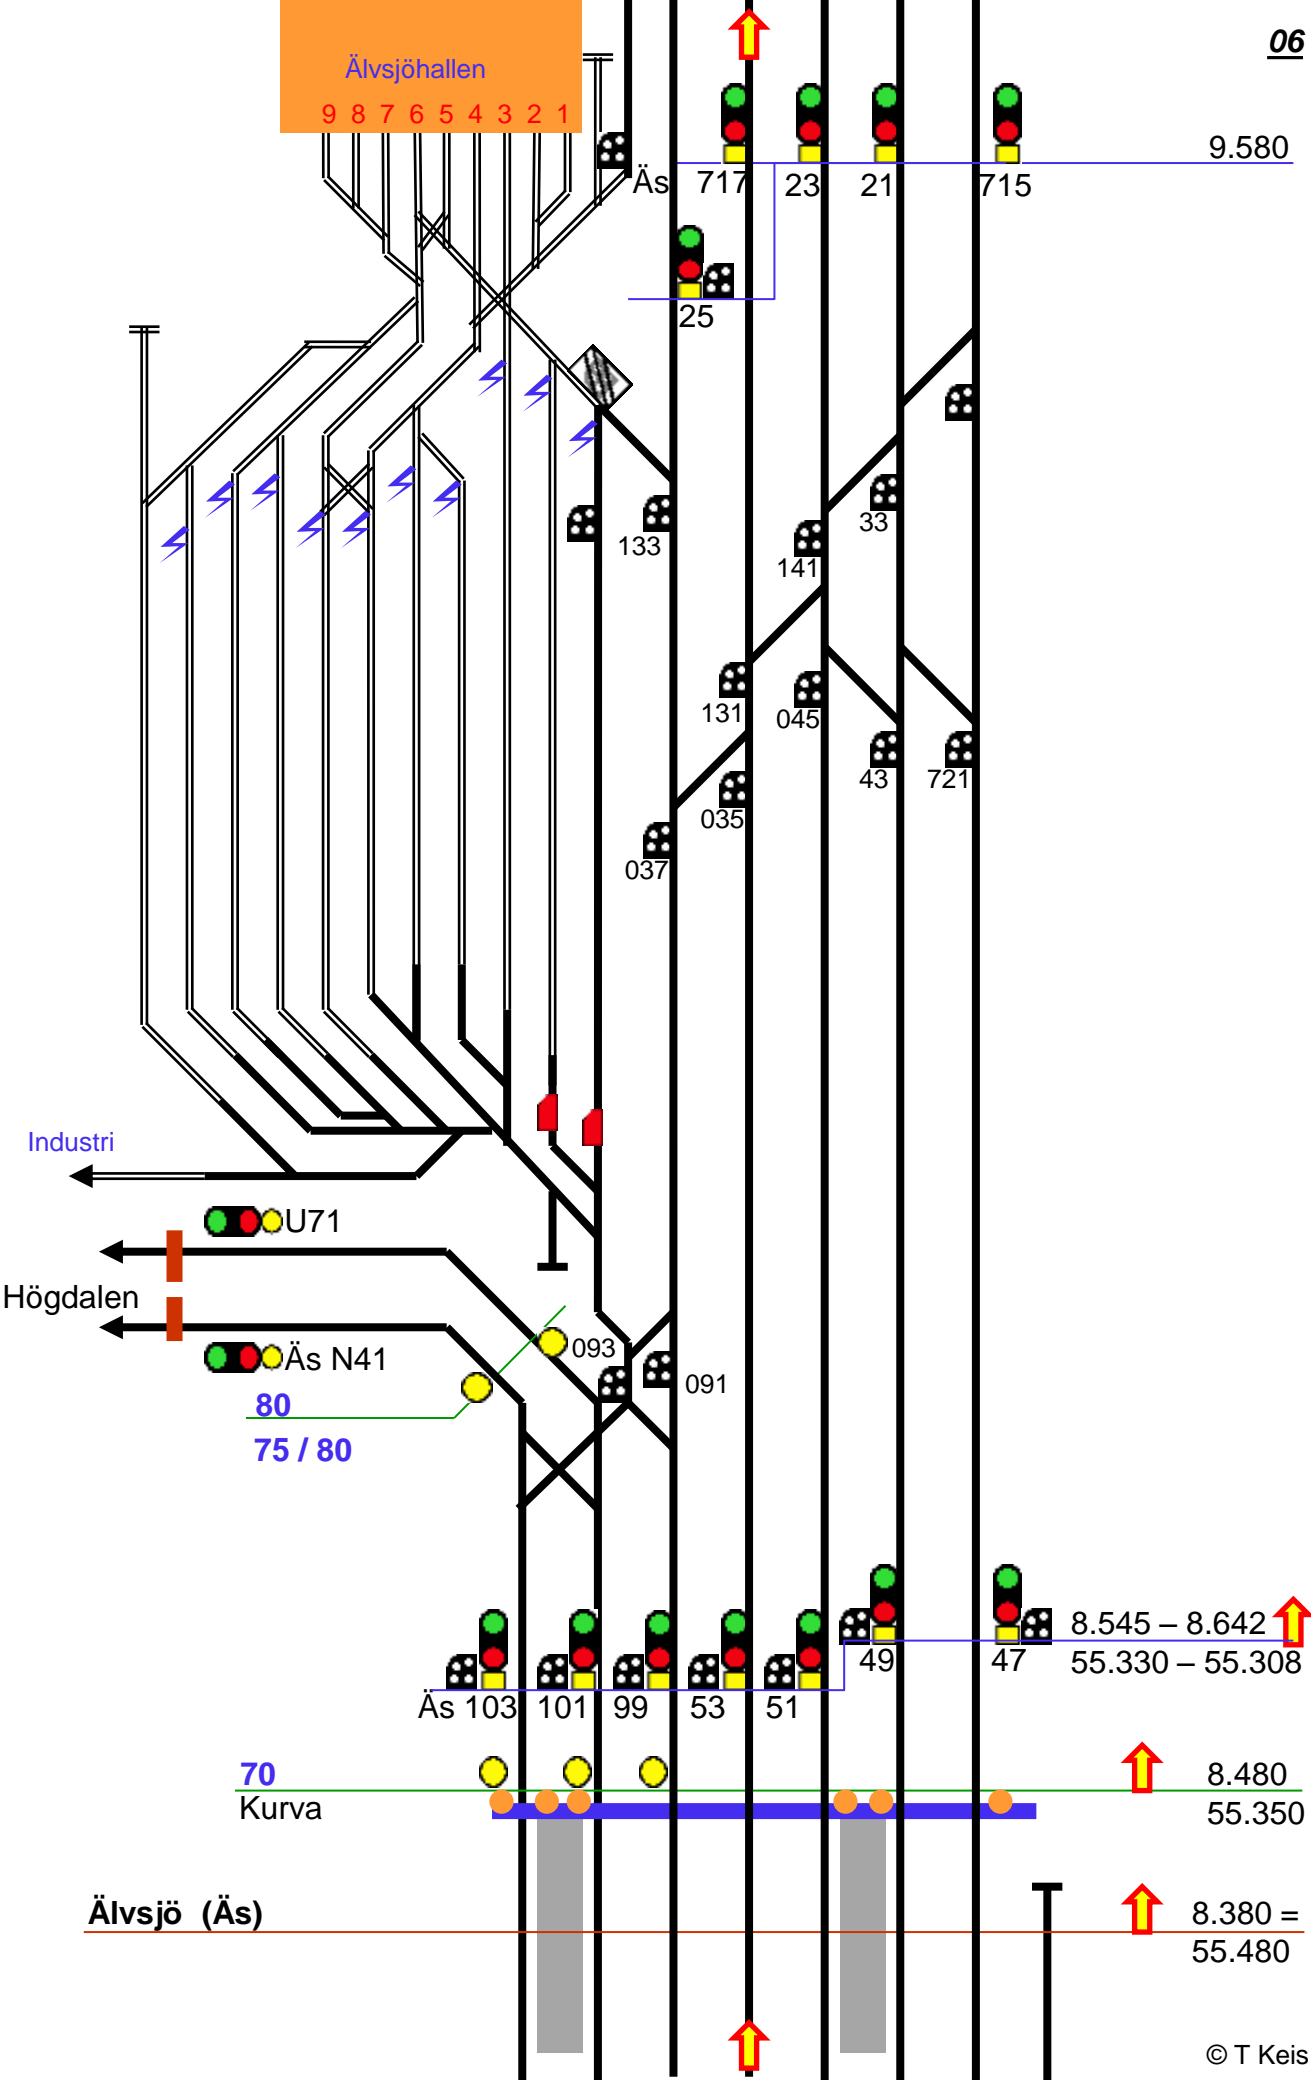 06
Älvsjöhallen
9 8 7 6 5 4 3 2 1
9.580
Äs 717 23 21 715
25
133
33
141
131
045
43 721
035
037
Industri
U71
Högdalen
093
Äs N41
091
80
75 / 80
8.545 – 8.642
49 47 55.330 – 55.308
Äs 103 101 99 53 51
70 8.480
Kurva 55.350
Älvsjö (Äs) 8.380 =
55.480
© T Keis